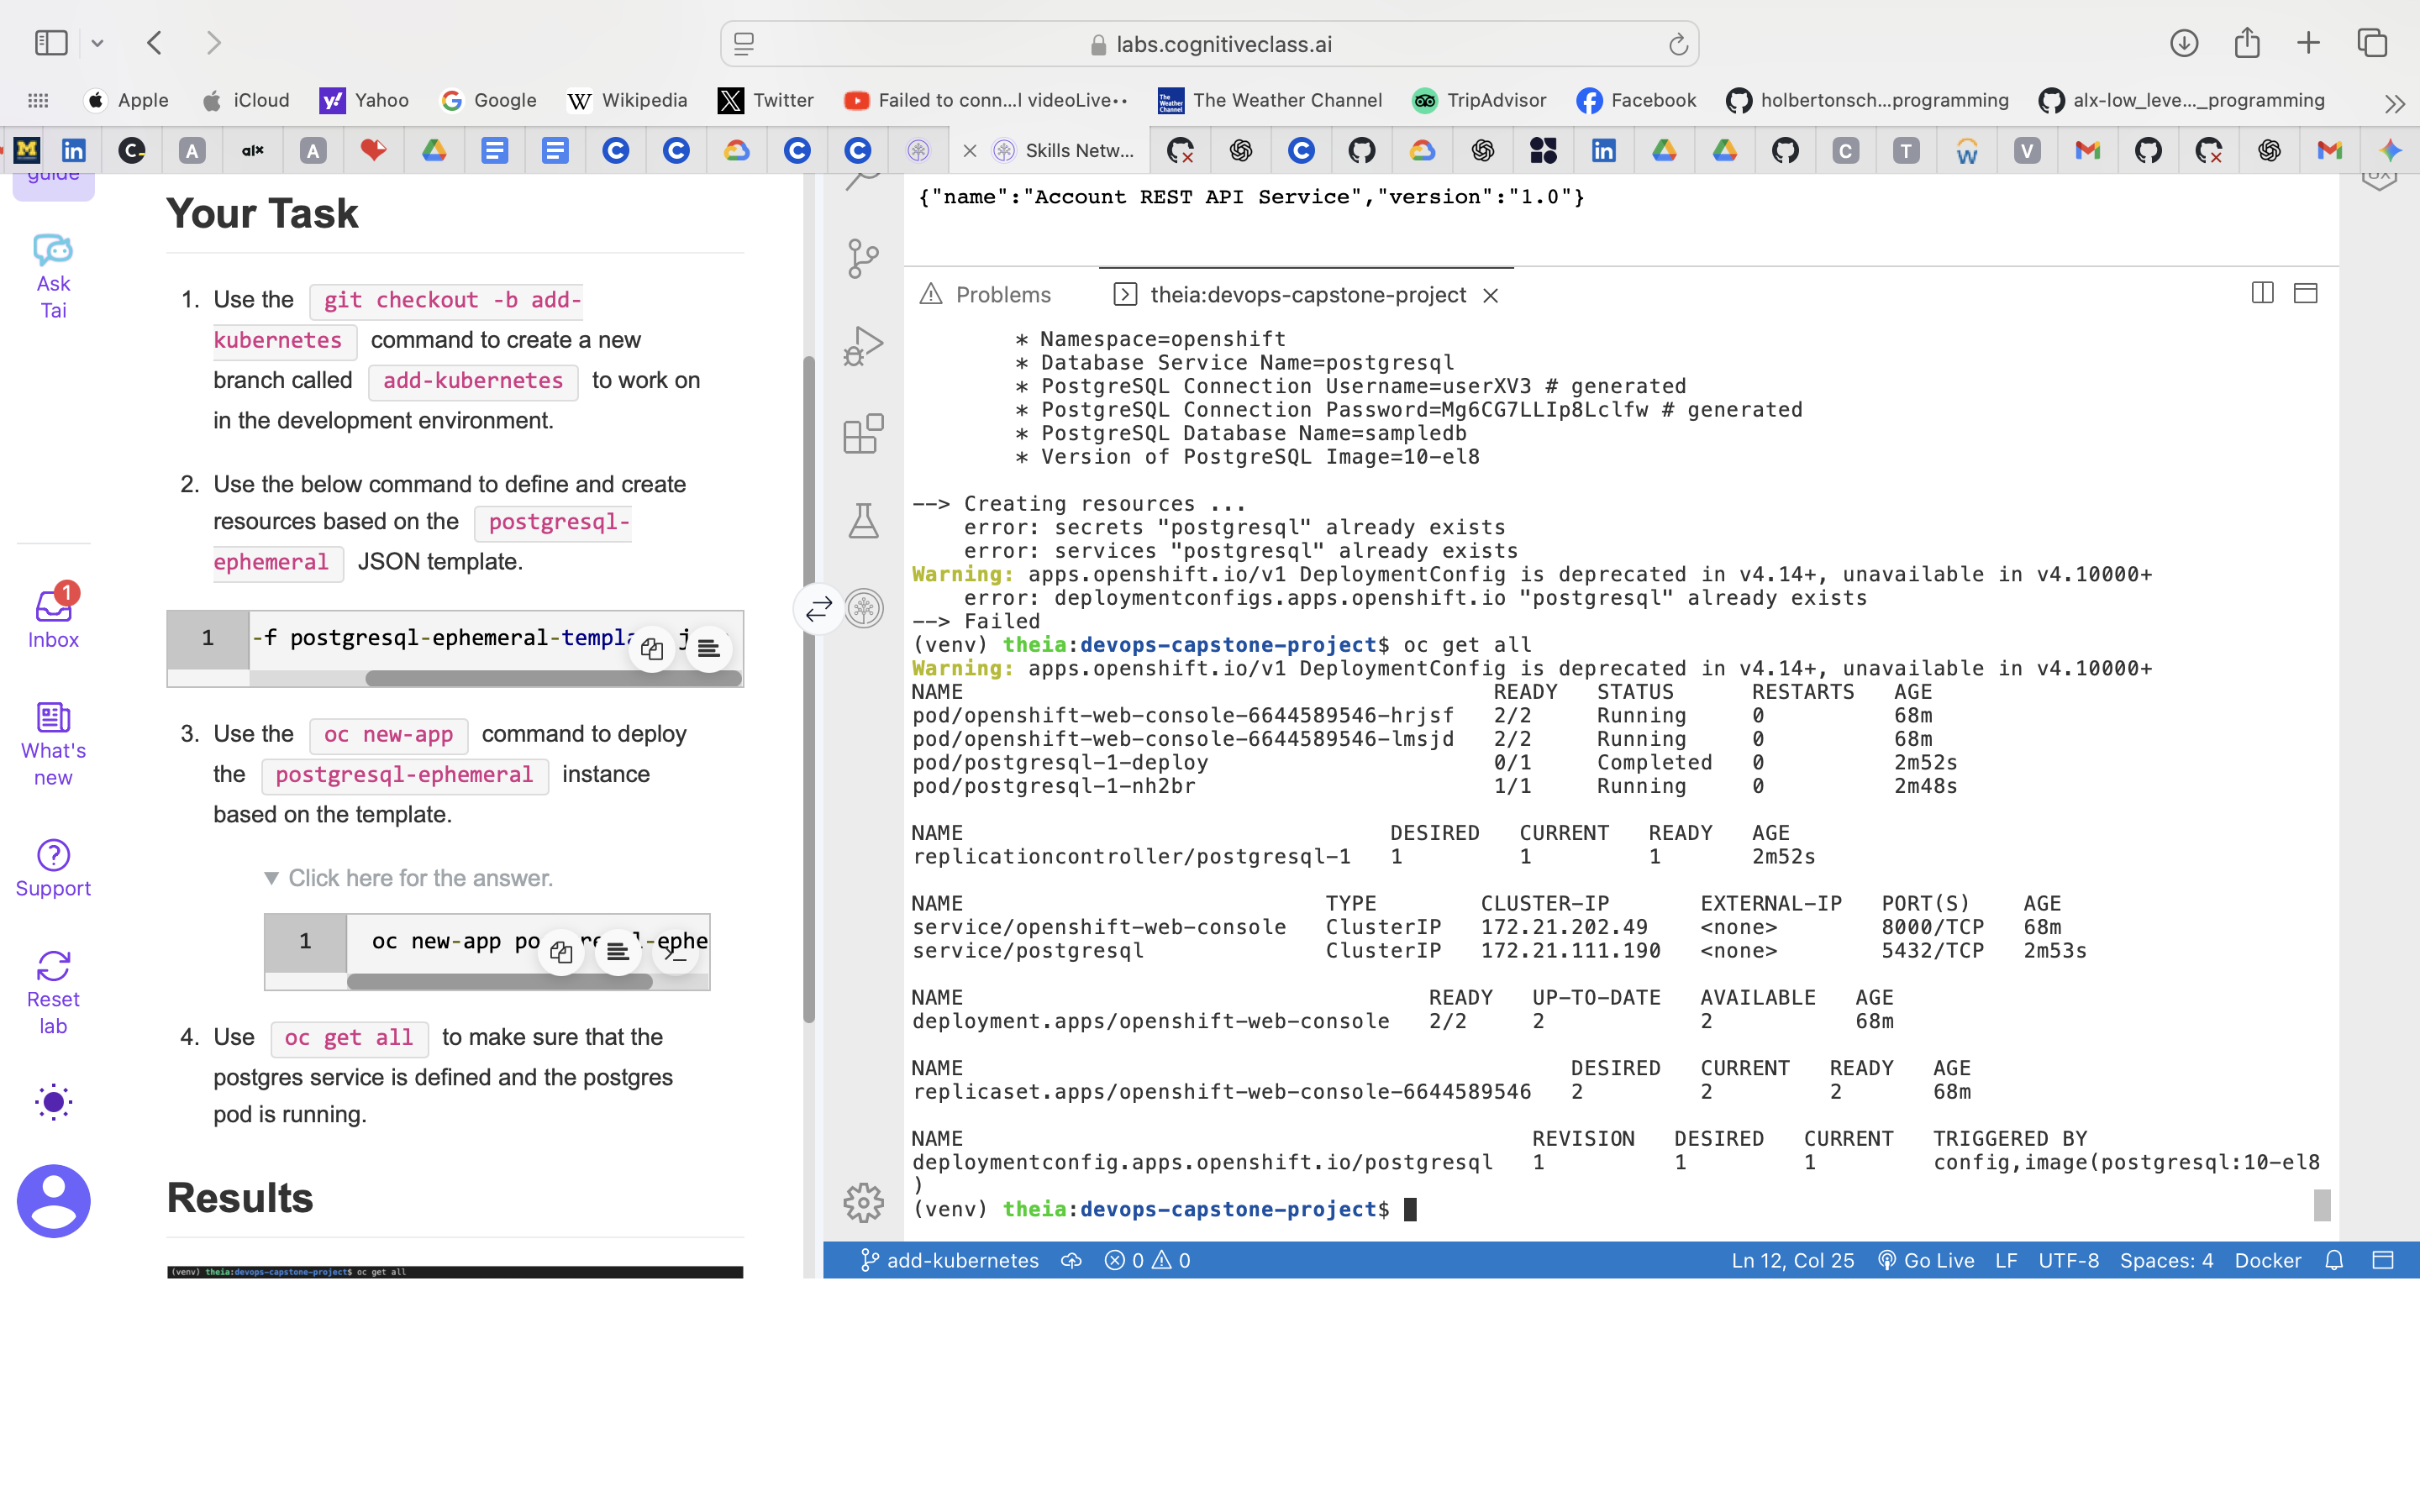 labs.cognitiveclass.ai
Apple iCloud Yahoo Google Wikipedia Twitter Failed to conn...l videoLive•• The Weather Channel TripAdvisor Facebook holbertonsch...programming alx-low_leve..._programming
Skills Netw...
guide
Ask
Tai
1
Inbox
What's
new
Support
Reset
lab
Your Task
1. Use the git checkout -b add-
kubernetes command to create a new
branch called add-kubernetes to work on
in the development environment.
2. Use the below command to define and create
resources based on the postgresql-
ephemeral JSON template.
1 -f postgresql-ephemeral-templa
3. Use the oc new-app command to deploy
the postgresql-ephemeral instance
based on the template.
▼ Click here for the answer.
1 oc new-app po -ephe
4. Use oc get all to make sure that the
postgres service is defined and the postgres
pod is running.
Results
(venv) theia:devops-capstone-project$ oc get all
{"name":"Account REST API Service","version":"1.0"}
Problems theia:devops-capstone-project
* Namespace=openshift
* Database Service Name=postgresql
* PostgreSQL Connection Username=userXV3 # generated
* PostgreSQL Connection Password=Mg6CG7LLIp8Lclfw # generated
* PostgreSQL Database Name=sampledb
* Version of PostgreSQL Image=10-el8
--> Creating resources ...
error: secrets "postgresql" already exists
error: services "postgresql" already exists
Warning: apps.openshift.io/v1 DeploymentConfig is deprecated in v4.14+, unavailable in v4.10000+
error: deploymentconfigs.apps.openshift.io "postgresql" already exists
--> Failed
(venv) theia:devops-capstone-project$ oc get all
Warning: apps.openshift.io/v1 DeploymentConfig is deprecated in v4.14+, unavailable in v4.10000+
NAME READY STATUS RESTARTS AGE
pod/openshift-web-console-6644589546-hrjsf 2/2 Running 0 68m
pod/openshift-web-console-6644589546-lmsjd 2/2 Running 0 68m
pod/postgresql-1-deploy 0/1 Completed 0 2m52s
pod/postgresql-1-nh2br 1/1 Running 0 2m48s
NAME DESIRED CURRENT READY AGE
replicationcontroller/postgresql-1 1 1 1 2m52s
NAME TYPE CLUSTER-IP EXTERNAL-IP PORT(S) AGE
service/openshift-web-console ClusterIP 172.21.202.49 <none> 8000/TCP 68m
service/postgresql ClusterIP 172.21.111.190 <none> 5432/TCP 2m53s
NAME READY UP-TO-DATE AVAILABLE AGE
deployment.apps/openshift-web-console 2/2 2 2 68m
NAME DESIRED CURRENT READY AGE
replicaset.apps/openshift-web-console-6644589546 2 2 2 68m
NAME REVISION DESIRED CURRENT TRIGGERED BY
deploymentconfig.apps.openshift.io/postgresql 1 1 1 config,image(postgresql:10-el8
)
(venv) theia:devops-capstone-project$
add-kubernetes 0 0 Ln 12, Col 25 Go Live LF UTF-8 Spaces: 4 Docker